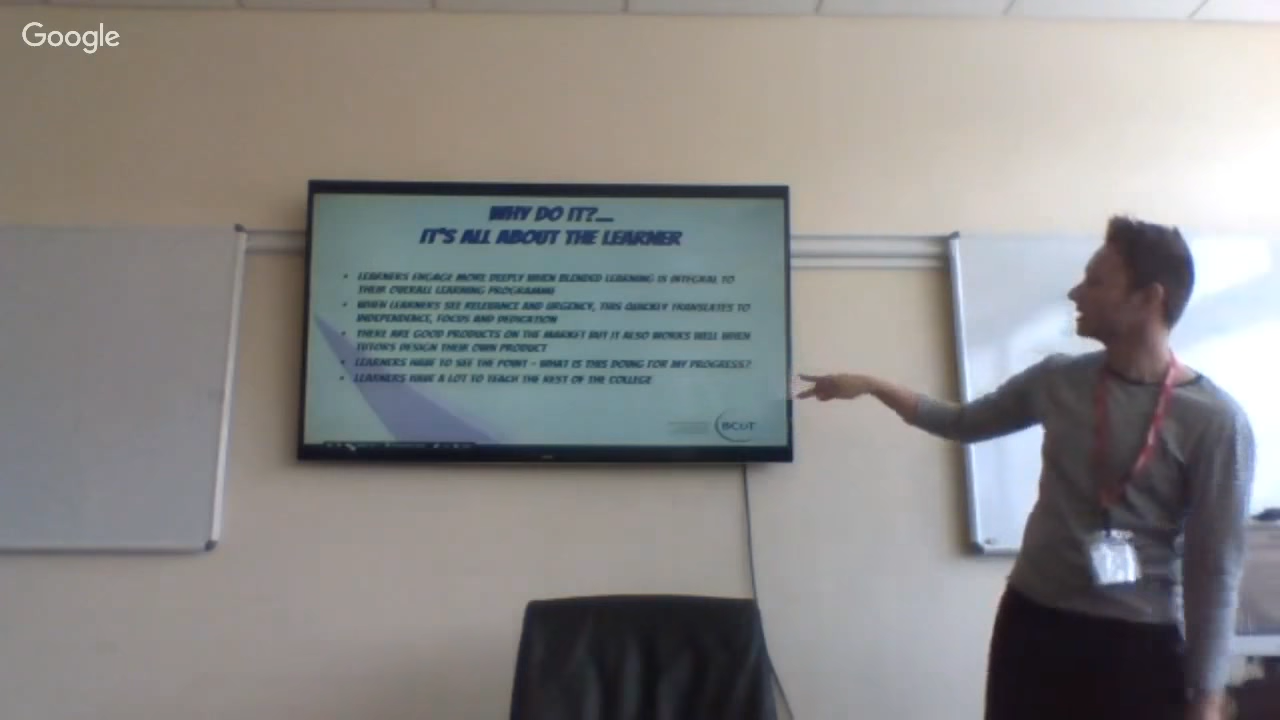 Google
WHY DO IT?....
IT'S ALL ABOUT THE LEARNER
• LEARNERS ENGAGE MORE DEEPLY WHEN BLENDED LEARNING IS INTEGRAL TO
THEIR OVERALL LEARNING PROGRAMME
• WHEN LEARNERS SEE RELEVANCE AND URGENCY, THIS QUICKLY TRANSLATES TO
INDEPENDENCE, FOCUS AND DEDICATION
• THERE ARE GOOD PRODUCTS ON THE MARKET BUT IT ALSO WORKS WELL WHEN
TUTORS DESIGN THEIR OWN PRODUCT
• LEARNERS HAVE TO SEE THE POINT – WHAT IS THIS DOING FOR MY PROGRESS?
• LEARNERS HAVE A LOT TO TEACH THE REST OF THE COLLEGE
BCoT